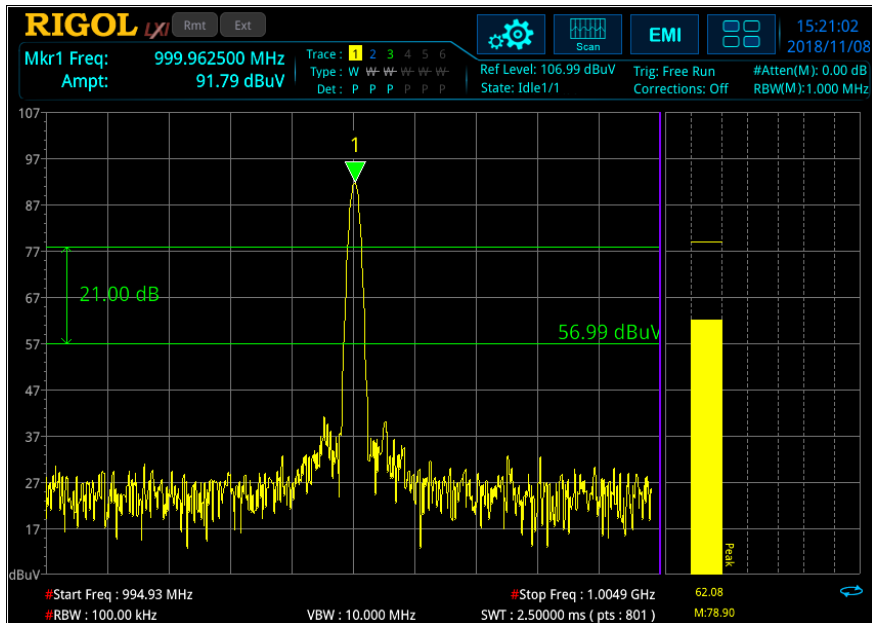 RIGOL LXI Rmt Ext
Scan
EMI
15:21:02
2018/11/08
Mkr1 Freq: 999.962500 MHz
Ampt: 91.79 dBuV
Trace: 1 2 3 4 5 6
Type: W W W W W W
Det: P P P P P P
Ref Level: 106.99 dBuV
State: Idle1/1
Trig: Free Run
Corrections: Off
#Atten(M): 0.00 dB
RBW(M):1.000 MHz
107
97
87
77
67
57
47
37
27
17
dBuV
1
21.00 dB
56.99 dBuV
Peak
#Start Freq : 994.93 MHz
#Stop Freq : 1.0049 GHz
62.08
#RBW : 100.00 kHz
VBW : 10.000 MHz
SWT : 2.50000 ms ( pts : 801 )
M:78.90